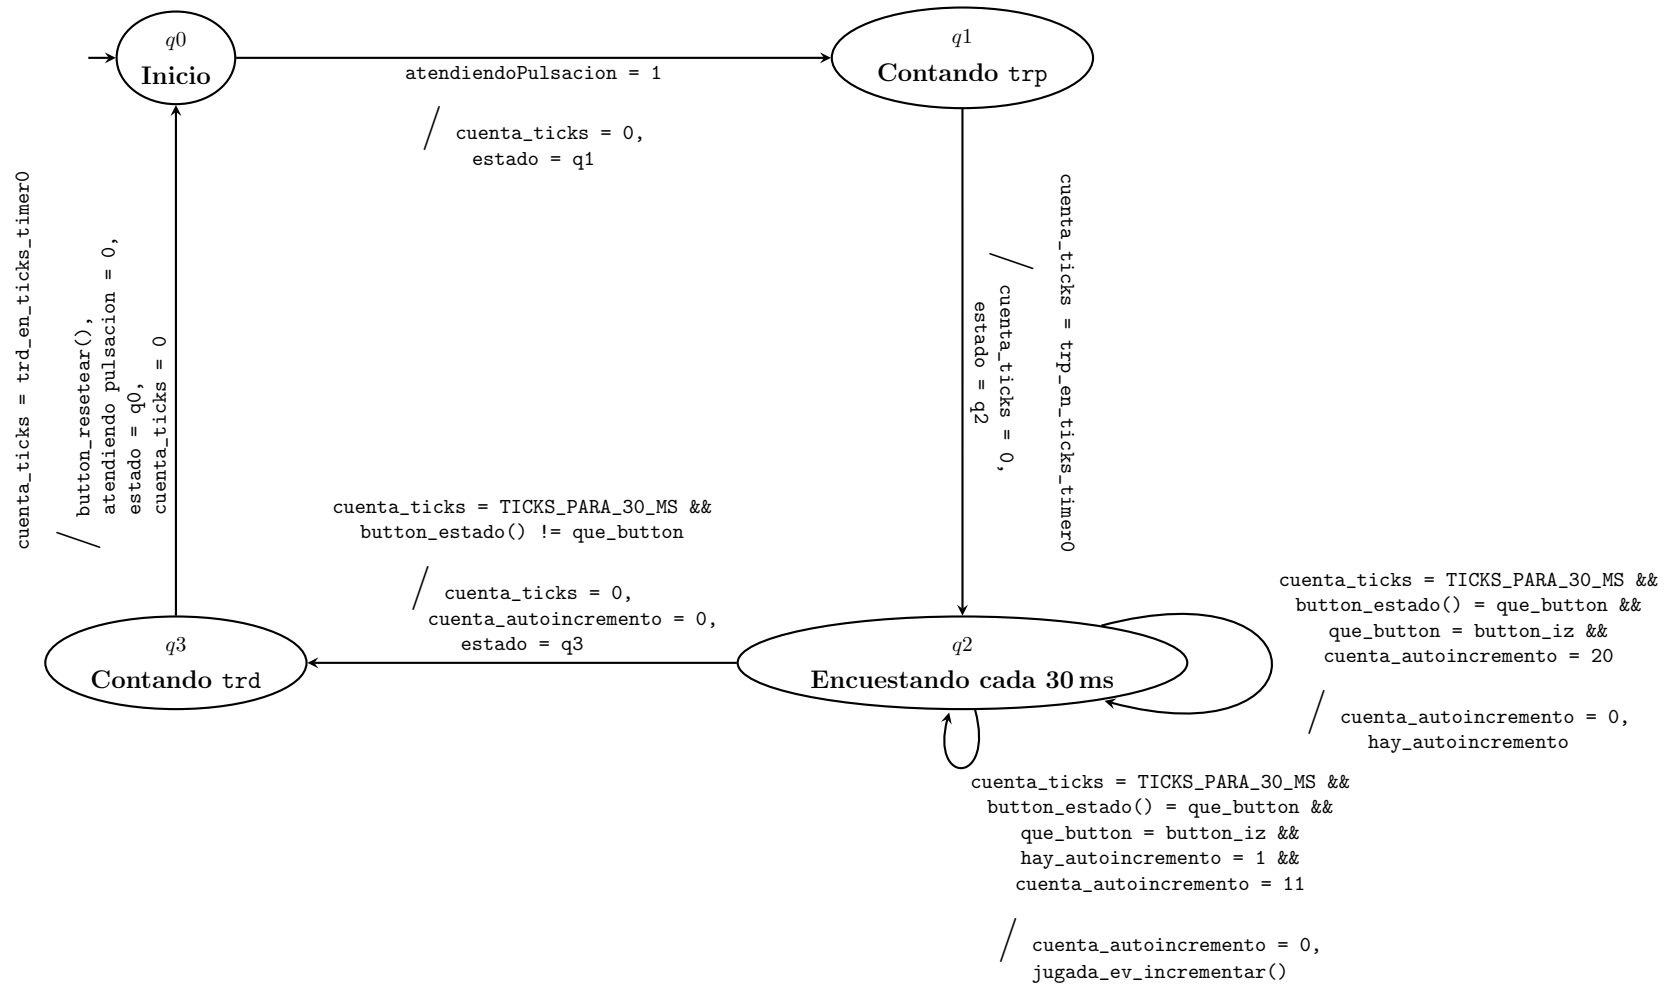 q0
Inicio
q1
Contando trp
atendiendoPulsacion = 1
/
cuenta_ticks = 0,
estado = q1
cuenta_ticks = trp_en_ticks_timer0
/
cuenta_ticks = 0,
estado = q2
cuenta_ticks = trd_en_ticks_timer0
/
button_resetear(),
atendiendo pulsacion = 0,
estado = q0,
cuenta_ticks = 0
cuenta_ticks = TICKS_PARA_30_MS &&
button_estado() != que_button
/
cuenta_ticks = 0,
cuenta_autoincremento = 0,
estado = q3
q3
Contando trd
q2
Encuestando cada 30 ms
cuenta_ticks = TICKS_PARA_30_MS &&
button_estado() = que_button &&
que_button = button_iz &&
cuenta_autoincremento = 20
/
cuenta_autoincremento = 0,
hay_autoincremento
cuenta_ticks = TICKS_PARA_30_MS &&
button_estado() = que_button &&
que_button = button_iz &&
hay_autoincremento = 1 &&
cuenta_autoincremento = 11
/
cuenta_autoincremento = 0,
jugada_ev_incrementar()